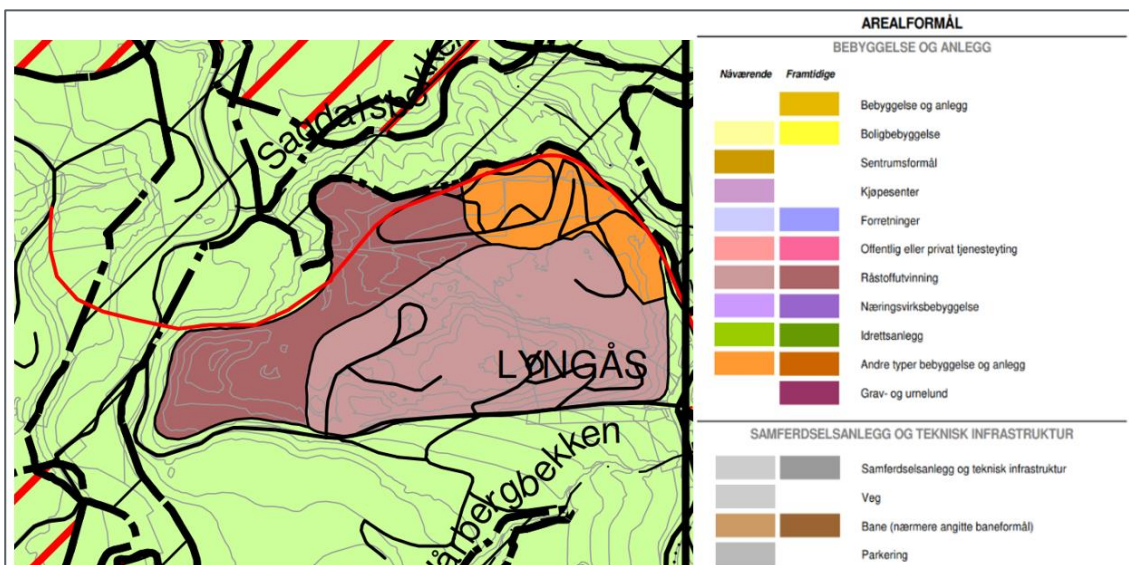 AREALFORMÅL
BEBYGGELSE OG ANLEGG
Nåværende Framtidige
Bebyggelse og anlegg
Boligbebyggelse
Sentrumsformål
Kjøpesenter
Forretninger
Offentlig eller privat tjenesteyting
Råstoffutvinning
Næringsvirksbebyggelse
Idrettsanlegg
Andre typer bebyggelse og anlegg
Grav- og urnelund
SAMFERDSELSANLEGG OG TEKNISK INFRASTRUKTUR
Samferdselsanlegg og teknisk infrastruktur
Veg
Bane (nærmere angitte baneformål)
Parkering
LYNGÅS